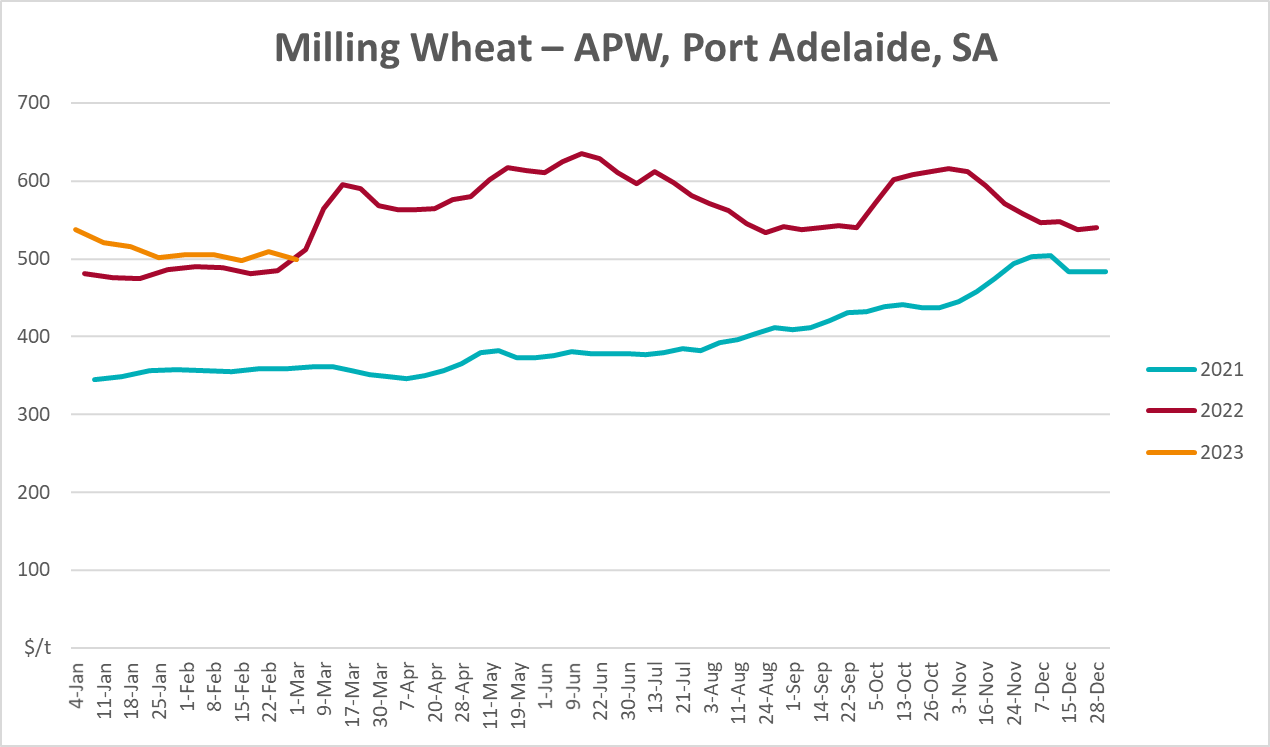 Milling Wheat – APW, Port Adelaide, SA
700
600
500
400
300
200
100
$/t
4-Jan
11-Jan
18-Jan
25-Jan
1-Feb
8-Feb
15-Feb
22-Feb
1-Mar
9-Mar
17-Mar
30-Mar
7-Apr
20-Apr
28-Apr
11-May
19-May
1-Jun
9-Jun
22-Jun
30-Jun
13-Jul
21-Jul
3-Aug
11-Aug
24-Aug
1-Sep
14-Sep
22-Sep
5-Oct
13-Oct
26-Oct
3-Nov
16-Nov
24-Nov
7-Dec
15-Dec
28-Dec
2021
2022
2023